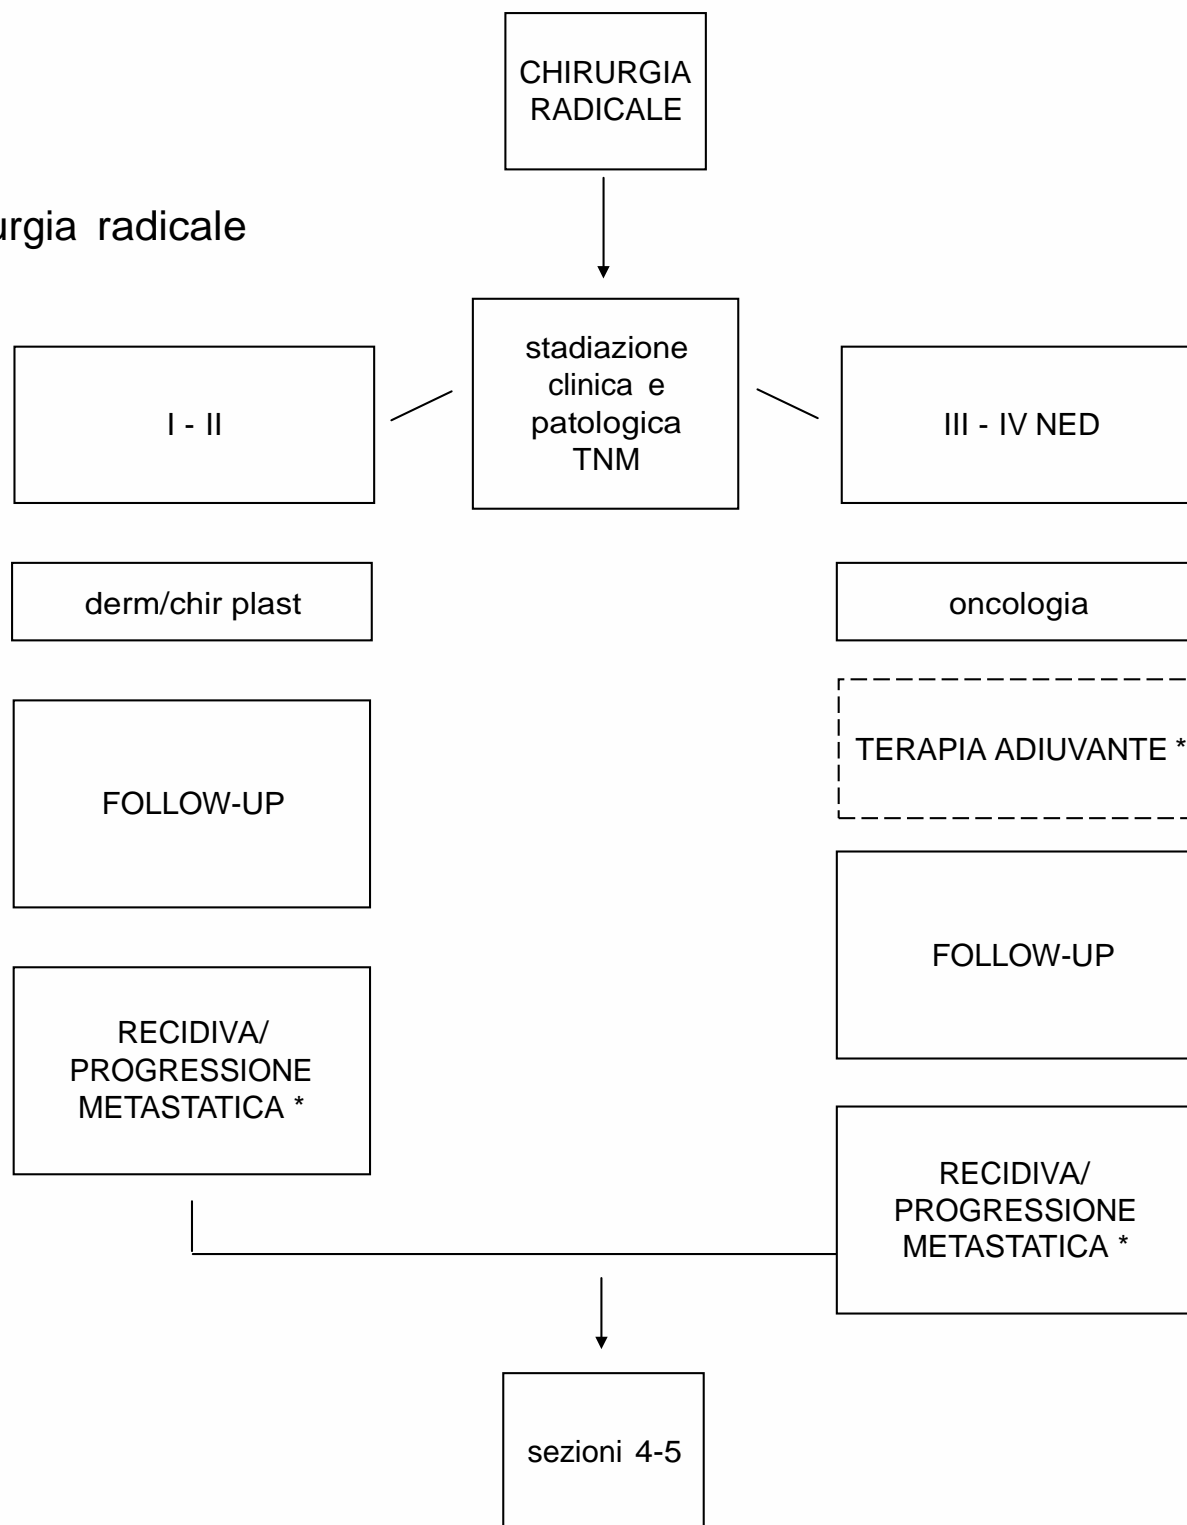 CHIRURGIA
RADICALE
urgia radicale
stadiazione
clinica e
patologica
TNM
I - II
III - IV NED
derm/chir plast
oncologia
TERAPIA ADIUVANTE *
FOLLOW-UP
FOLLOW-UP
RECIDIVA/
PROGRESSIONE
METASTATICA *
RECIDIVA/
PROGRESSIONE
METASTATICA *
sezioni 4-5